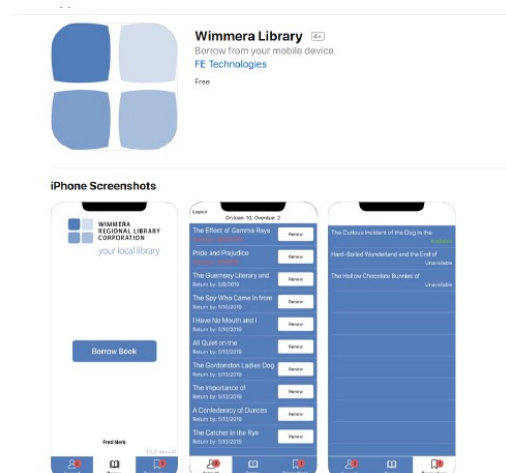 Wimmera Library 4+
Borrow from your mobile device
FE Technologies
Free
iPhone Screenshots
WIMMERA
REGIONAL LIBRARY
CORPORATION
your local library
Borrow Book
Fred Nerk
Logout
On loan: 10, Overdue: 2
The Effect of Gamma Rays
Renew
Pride and Prejudice
Renew
The Guernsey Literary and
Return by: 5/10/2019
Renew
The Spy Who Came In from
Return by: 5/10/2019
Renew
I Have No Mouth and I
Return by: 5/10/2019
Renew
All Quiet on the
Return by: 5/10/2019
Renew
The Gordonston Ladies Dog
Return by: 5/10/2019
Renew
The Importance of
Return by: 5/10/2019
Renew
A Confederacy of Dunces
Return by: 5/10/2019
Renew
The Catcher in the Rye
Return by: 5/10/2019
Renew
The Curious Incident of the Dog in the
Available
Hard-Boiled Wonderland and the End of
Unavailable
The Hollow Chocolate Bunnies of
Unavailable